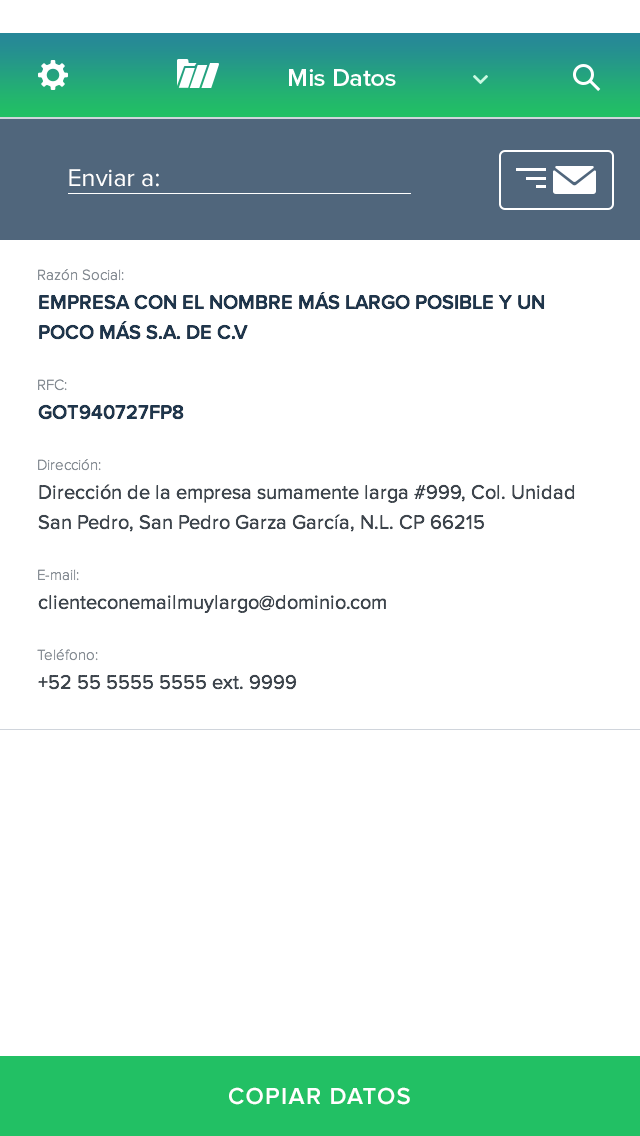 Mis Datos
Enviar a:
Razón Social:
EMPRESA CON EL NOMBRE MÁS LARGO POSIBLE Y UN
POCO MÁS S.A. DE C.V
RFC:
GOT940727FP8
Dirección:
Dirección de la empresa sumamente larga #999, Col. Unidad
San Pedro, San Pedro Garza García, N.L. CP 66215
E-mail:
clienteconemailmuylargo@dominio.com
Teléfono:
+52 55 5555 5555 ext. 9999
COPIAR DATOS